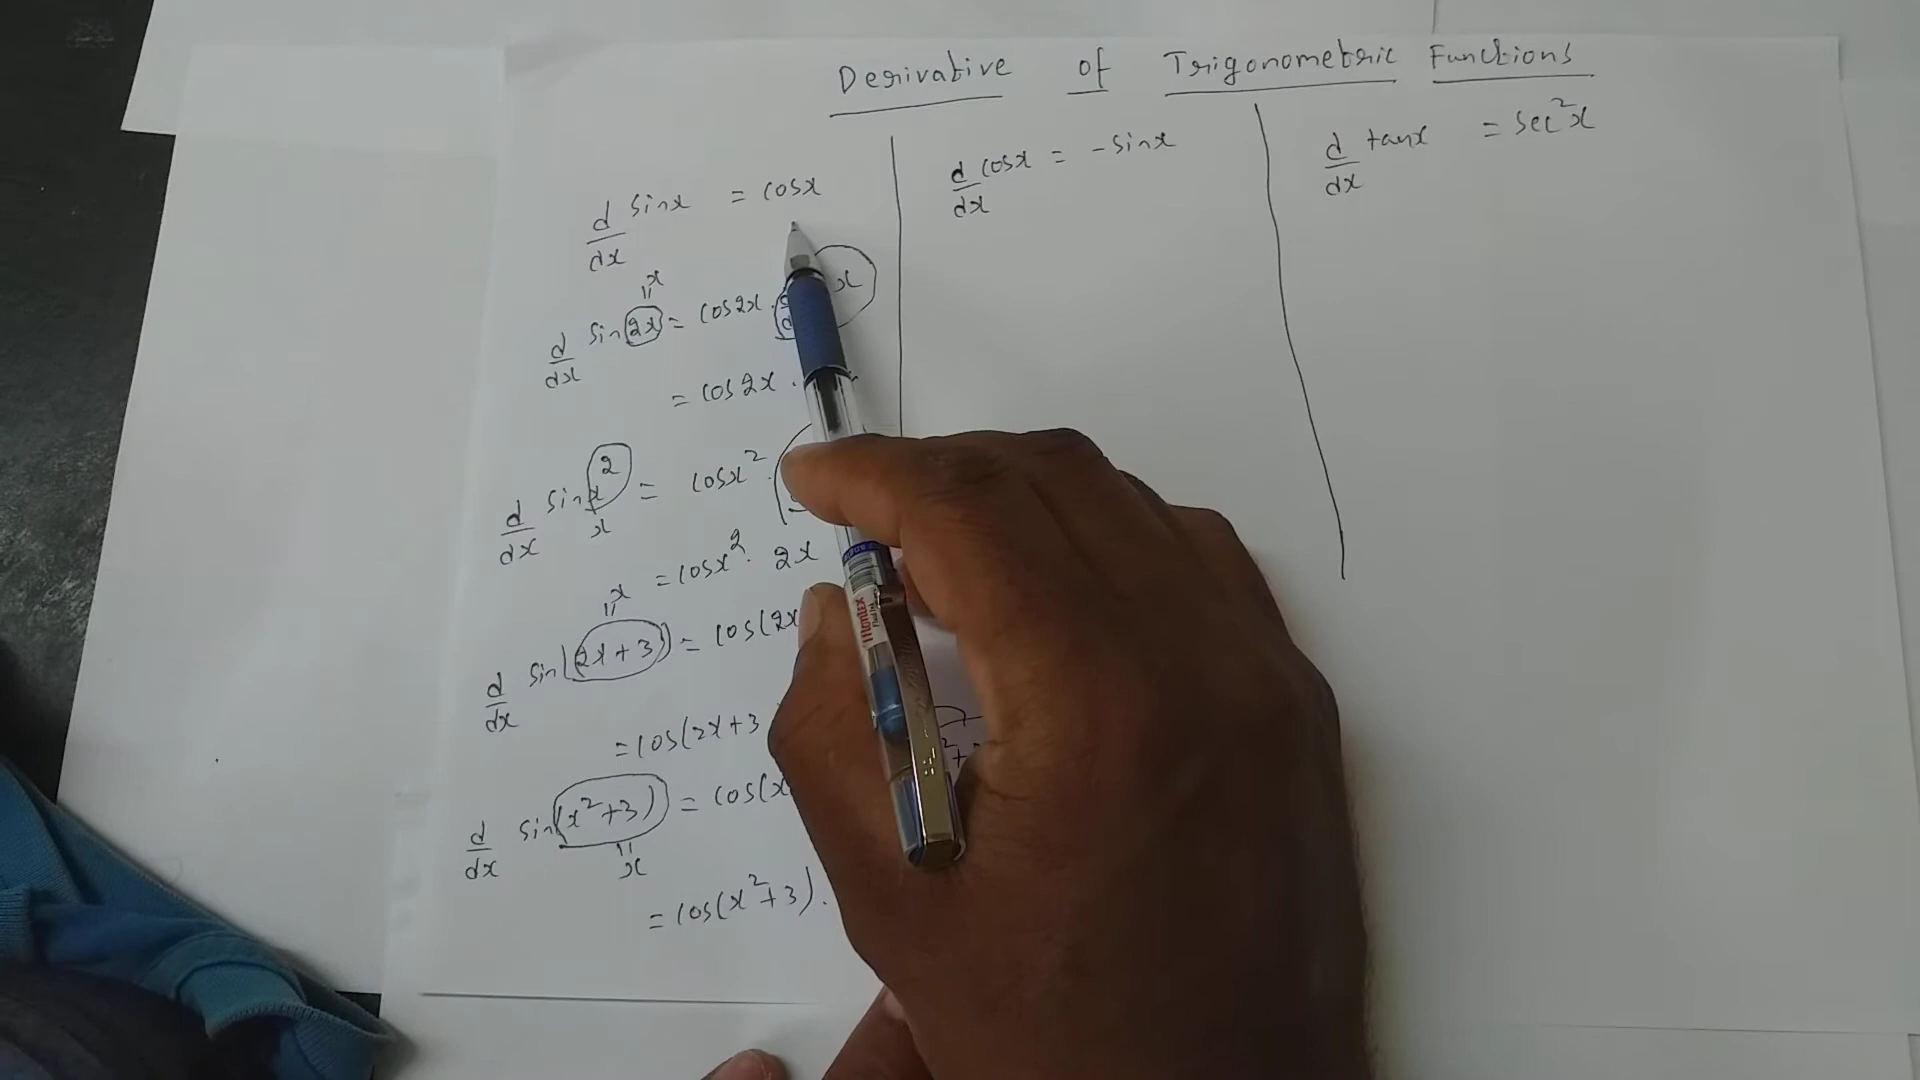 Derivative of Trigonometric Functions
d/dx sinx = cosx
x
॥
d/dx sin2x = cos2x .
x
= cos2x .
d/dx sinx² = cosx² .
x
= cosx² . 2x
x
॥
d/dx sin(2x+3) = cos(2x
= cos(2x+3
d/dx sin(x²+3) = cos(x
॥
x
= cos(x²+3) .
d/dx cosx = -sinx
d/dx tanx = sec²x
Montex